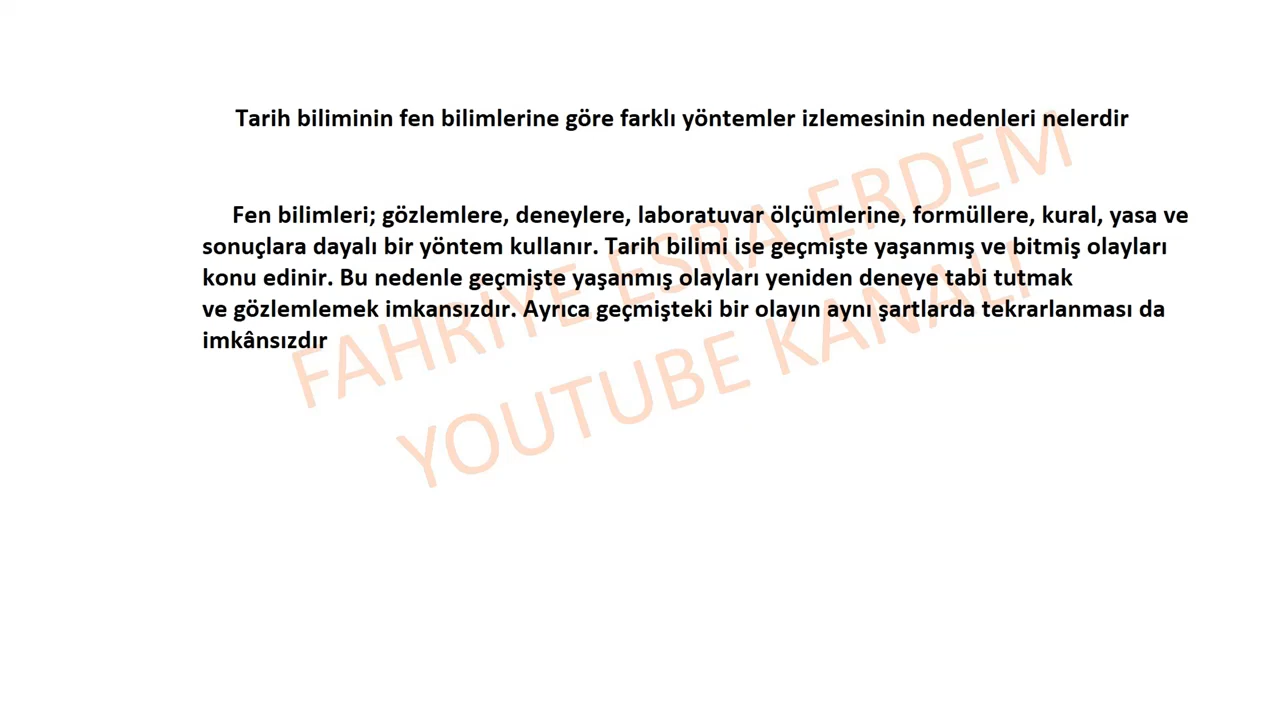 Tarih biliminin fen bilimlerine göre farklı yöntemler izlemesinin nedenleri nelerdir
Fen bilimleri; gözlemlere, deneylere, laboratuvar ölçümlerine, formüllere, kural, yasa ve
sonuçlara dayalı bir yöntem kullanır. Tarih bilimi ise geçmişte yaşanmış ve bitmiş olayları
konu edinir. Bu nedenle geçmişte yaşanmış olayları yeniden deneye tabi tutmak
ve gözlemlemek imkansızdır. Ayrıca geçmişteki bir olayın aynı şartlarda tekrarlanması da
imkânsızdır
FAHRİYE ESRA ERDEM
YOUTUBE KANALI